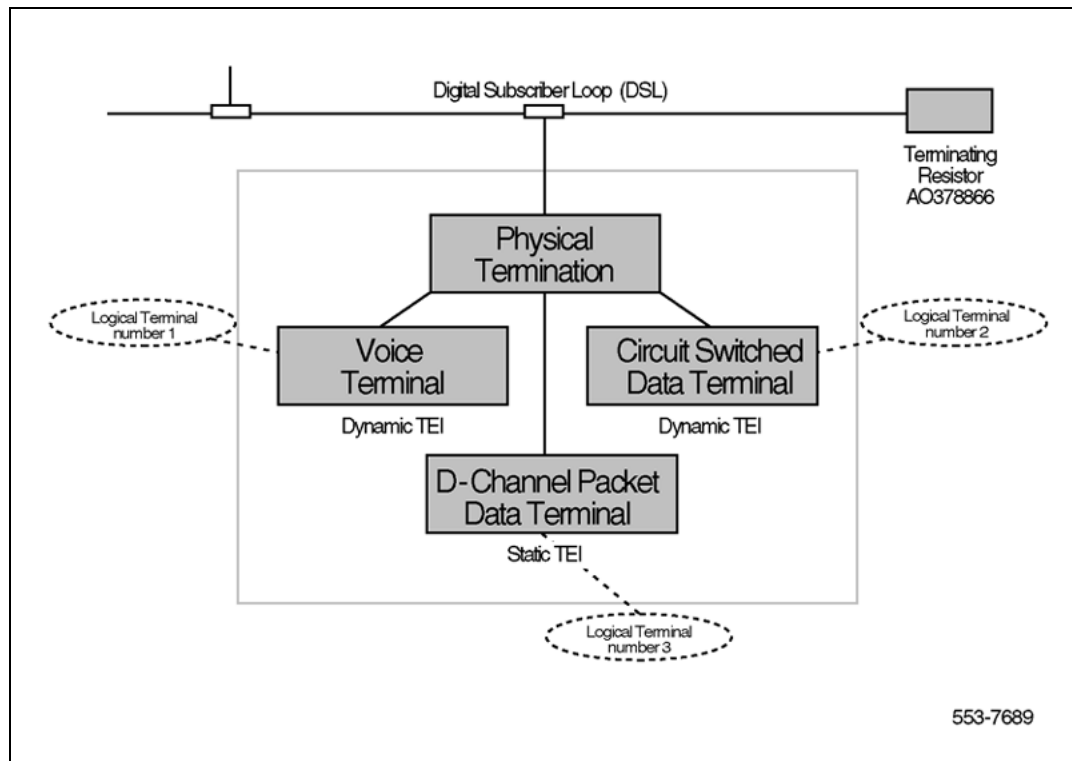 Digital Subscriber Loop (DSL)
Terminating
Resistor
AO378866
Physical
Termination
Logical Terminal
number 1
Logical Terminal
number 2
Voice
Terminal
Circuit Switched
Data Terminal
Dynamic TEI
Dynamic TEI
D-Channel Packet
Data Terminal
Static TEI
Logical Terminal
number 3
553-7689